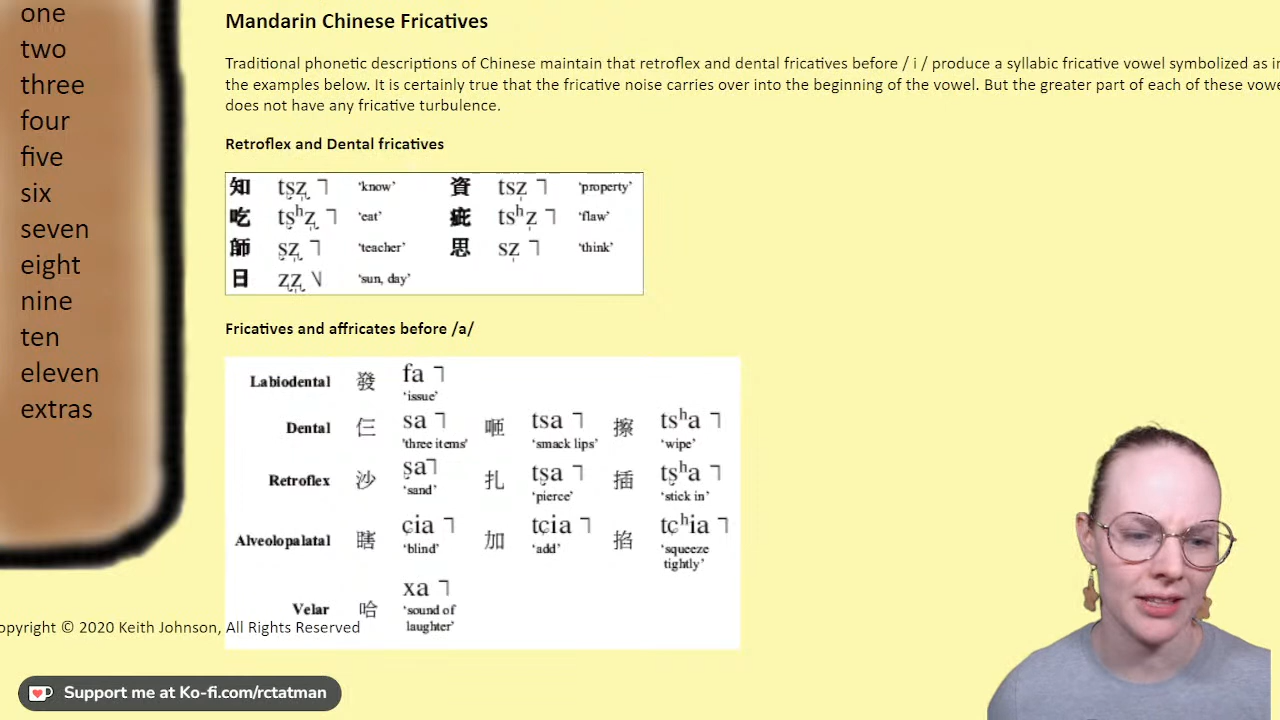 one
two
three
four
five
six
seven
eight
nine
ten
eleven
extras
Mandarin Chinese Fricatives
Traditional phonetic descriptions of Chinese maintain that retroflex and dental fricatives before / i / produce a syllabic fricative vowel symbolized as in
the examples below. It is certainly true that the fricative noise carries over into the beginning of the vowel. But the greater part of each of these vowe
does not have any fricative turbulence.
Retroflex and Dental fricatives
知 tʂʐ̩ ˥ ‘know’ 資 tsz̩ ˥ ‘property’
吃 tʂʰʐ̩ ˥ ‘eat’ 疵 tsʰz̩ ˥ ‘flaw’
師 ʂʐ̩ ˥ ‘teacher’ 思 sz̩ ˥ ‘think’
日 ʐʐ̩ ˥˩ ‘sun, day’
Fricatives and affricates before /a/
Labiodental 發 fa ˥
‘issue’
Dental 仨 sa ˥ 咂 tsa ˥ 擦 tsʰa ˥
‘three items’ ‘smack lips’ ‘wipe’
Retroflex 沙 ʂa˥ 扎 tʂa ˥ 插 tʂʰa ˥
‘sand’ ‘pierce’ ‘stick in’
Alveolopalatal 瞎 ɕia ˥ 加 tɕia ˥ 掐 tɕʰia ˥
‘blind’ ‘add’ ‘squeeze
tightly’
Velar 哈 xa ˥
‘sound of
laughter’
opyright © 2020 Keith Johnson, All Rights Reserved
Support me at Ko-fi.com/rctatman